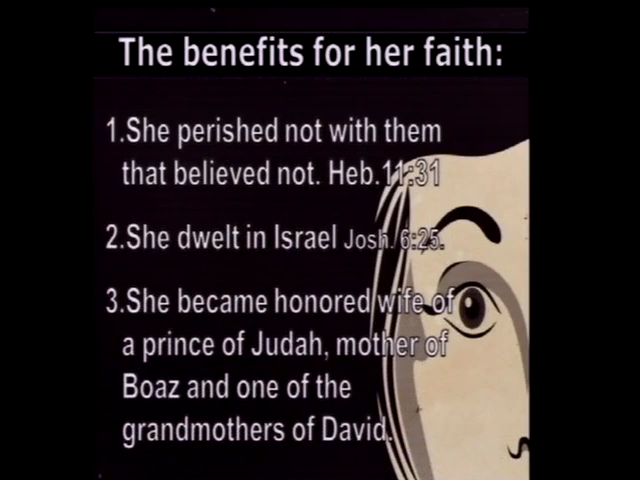 The benefits for her faith:
1.She perished not with them
that believed not. Heb.11:31
2.She dwelt in Israel Josh. 6:25.
3.She became honored wife of
a prince of Judah, mother of
Boaz and one of the
grandmothers of David.